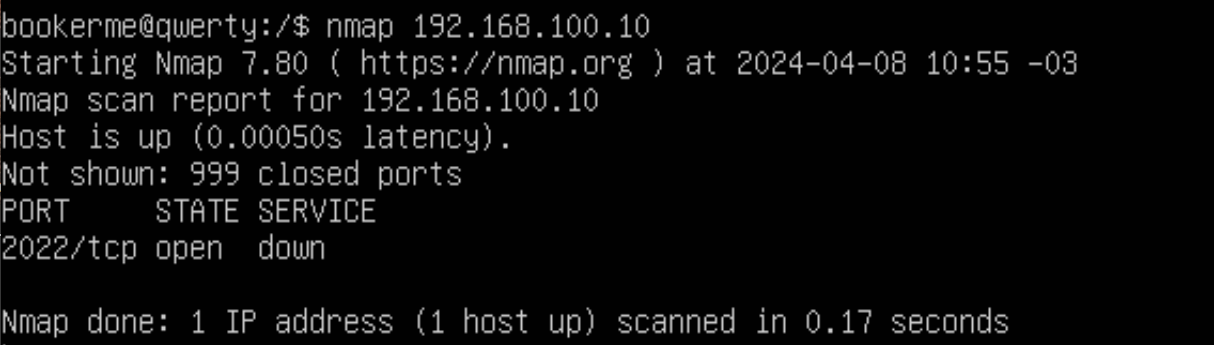 bookerme@qwerty:/$ nmap 192.168.100.10
Starting Nmap 7.80 ( https://nmap.org ) at 2024-04-08 10:55 -03
Nmap scan report for 192.168.100.10
Host is up (0.00050s latency).
Not shown: 999 closed ports
PORT     STATE SERVICE
2022/tcp open  down
Nmap done: 1 IP address (1 host up) scanned in 0.17 seconds